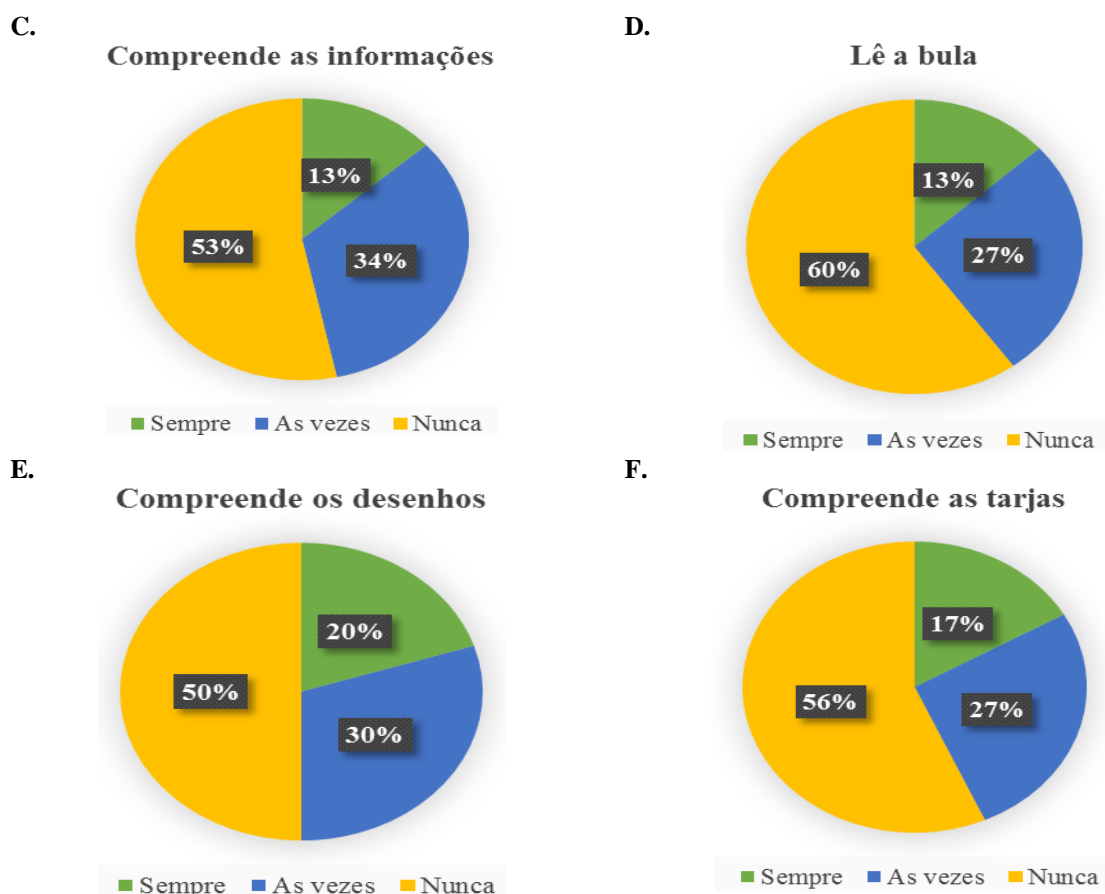 C.
Compreende as informações
13%
34%
53%
Sempre As vezes Nunca
D.
Lê a bula
13%
27%
60%
Sempre As vezes Nunca
E.
Compreende os desenhos
20%
30%
50%
Sempre As vezes Nunca
F.
Compreende as tarjas
17%
27%
56%
Sempre As vezes Nunca